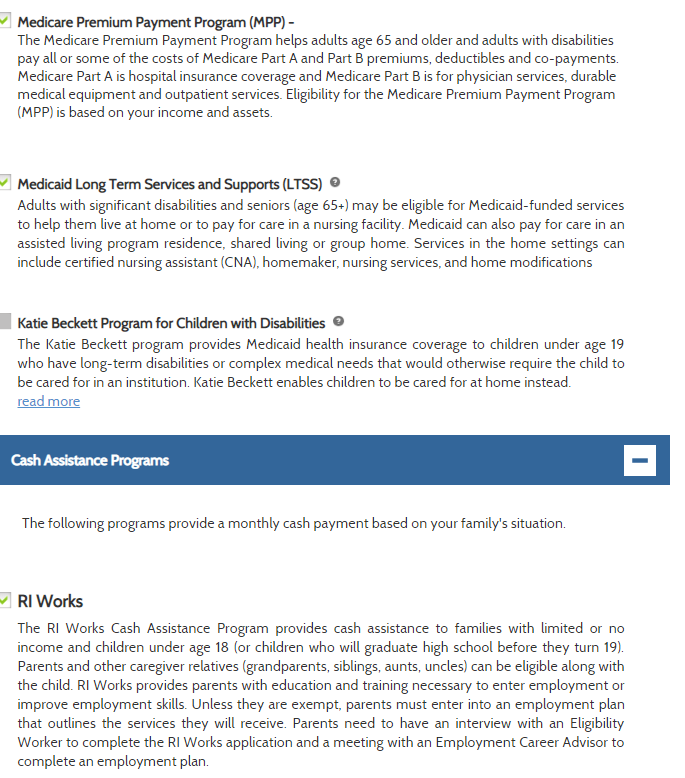 Medicare Premium Payment Program (MPP) -
The Medicare Premium Payment Program helps adults age 65 and older and adults with disabilities
pay all or some of the costs of Medicare Part A and Part B premiums, deductibles and co-payments.
Medicare Part A is hospital insurance coverage and Medicare Part B is for physician services, durable
medical equipment and outpatient services. Eligibility for the Medicare Premium Payment Program
(MPP) is based on your income and assets.
Medicaid Long Term Services and Supports (LTSS) ?
Adults with significant disabilities and seniors (age 65+) may be eligible for Medicaid-funded services
to help them live at home or to pay for care in a nursing facility. Medicaid can also pay for care in an
assisted living program residence, shared living or group home. Services in the home settings can
include certified nursing assistant (CNA), homemaker, nursing services, and home modifications
Katie Beckett Program for Children with Disabilities ?
The Katie Beckett program provides Medicaid health insurance coverage to children under age 19
who have long-term disabilities or complex medical needs that would otherwise require the child to
be cared for in an institution. Katie Beckett enables children to be cared for at home instead.
read more
Cash Assistance Programs
The following programs provide a monthly cash payment based on your family's situation.
RI Works
The RI Works Cash Assistance Program provides cash assistance to families with limited or no
income and children under age 18 (or children who will graduate high school before they turn 19).
Parents and other caregiver relatives (grandparents, siblings, aunts, uncles) can be eligible along with
the child. RI Works provides parents with education and training necessary to enter employment or
improve employment skills. Unless they are exempt, parents must enter into an employment plan
that outlines the services they will receive. Parents need to have an interview with an Eligibility
Worker to complete the RI Works application and a meeting with an Employment Career Advisor to
complete an employment plan.